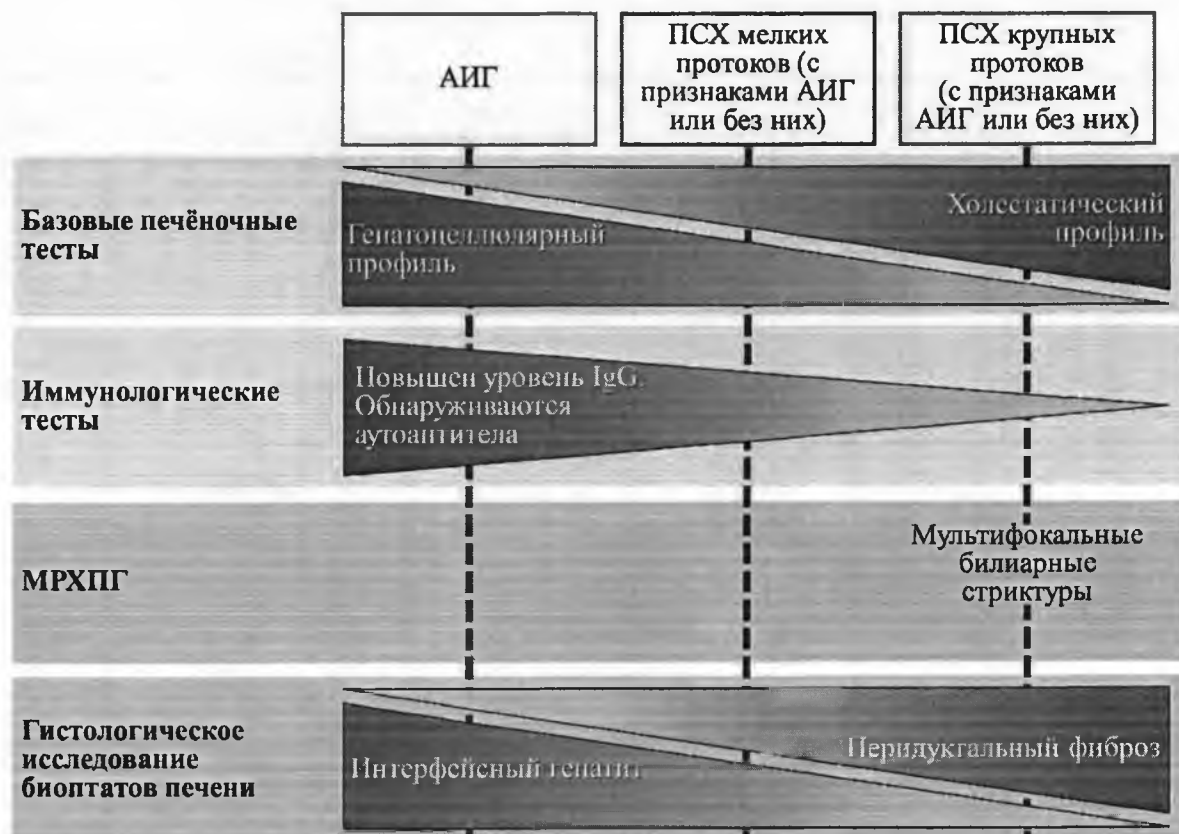 АИГ
ПСХ мелких
протоков (с
признаками АИГ
или без них)
ПСХ крупных
протоков
(с признаками
АИГ или без них)
Базовые печёночные
тесты
Гепатоцеллюлярный
профиль
Холестатический
профиль
Иммунологические
тесты
Повышен уровень IgG.
Обнаруживаются
аутоантитела
МРХПГ
Мультифокальные
билиарные
стриктуры
Гистологическое
исследование
биоптатов печени
Интерфейсный гепатит
Перидуктальный фиброз